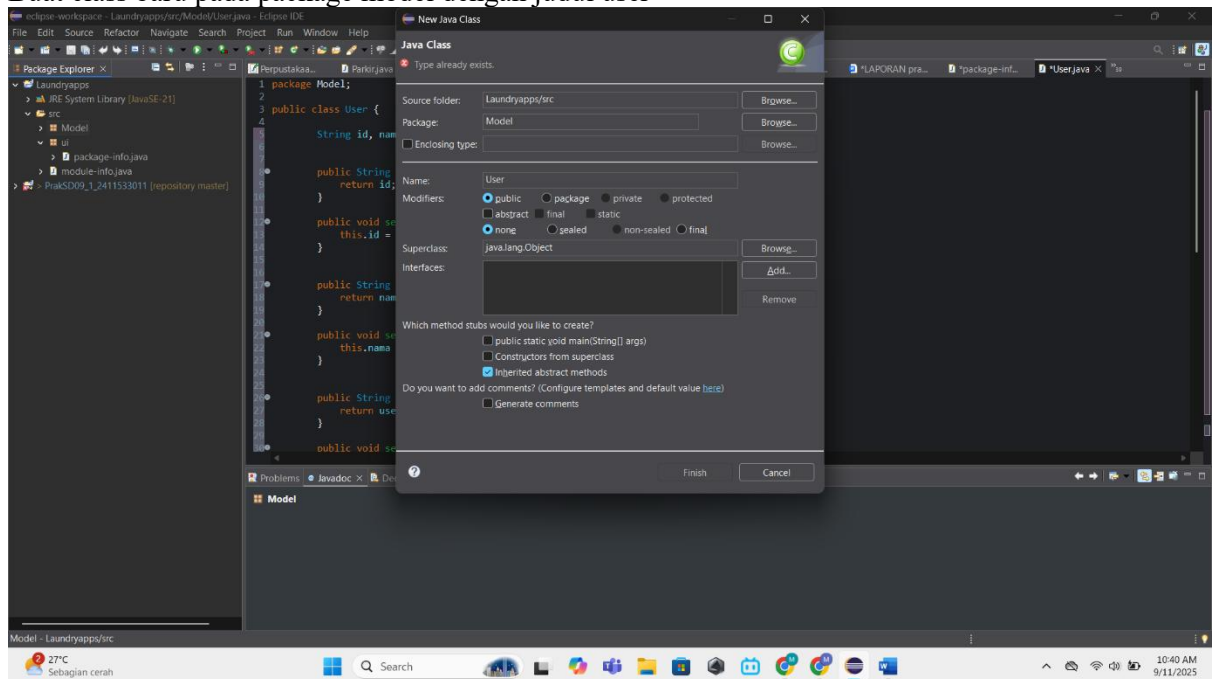 Buat class baru pada package model dengan judul user
eclipse-workspace - Laundryapps/src/Model/User.java - Eclipse IDE
File Edit Source Refactor Navigate Search Project Run Window Help
Package Explorer
Laundryapps
JRE System Library [JavaSE-21]
src
Model
ui
package-info.java
module-info.java
> PrakSD09_1_2411533011 [repository master]
Perpustakaa... Parkir.java *LAPORAN pra... *package-inf... *User.java
1 package Model;
2
3 public class User {
4
5 String id, nam
6
7
8 public String
9 return id;
10 }
11
12 public void se
13 this.id =
14 }
15
16
17 public String
18 return nam
19 }
20
21 public void se
22 this.nama
23 }
24
25
26 public String
27 return use
28 }
29
30 public void se
New Java Class
Java Class
Type already exists.
Source folder: Laundryapps/src Browse...
Package: Model Browse...
Enclosing type: Browse...
Name: User
Modifiers: public package private protected
abstract final static
none sealed non-sealed final
Superclass: java.lang.Object Browse...
Interfaces: Add...
Remove
Which method stubs would you like to create?
public static void main(String[] args)
Constructors from superclass
Inherited abstract methods
Do you want to add comments? (Configure templates and default value here)
Generate comments
? Finish Cancel
Problems Javadoc De
Model
Model - Laundryapps/src
2
27°C
Sebagian cerah
Search
10:40 AM
9/11/2025